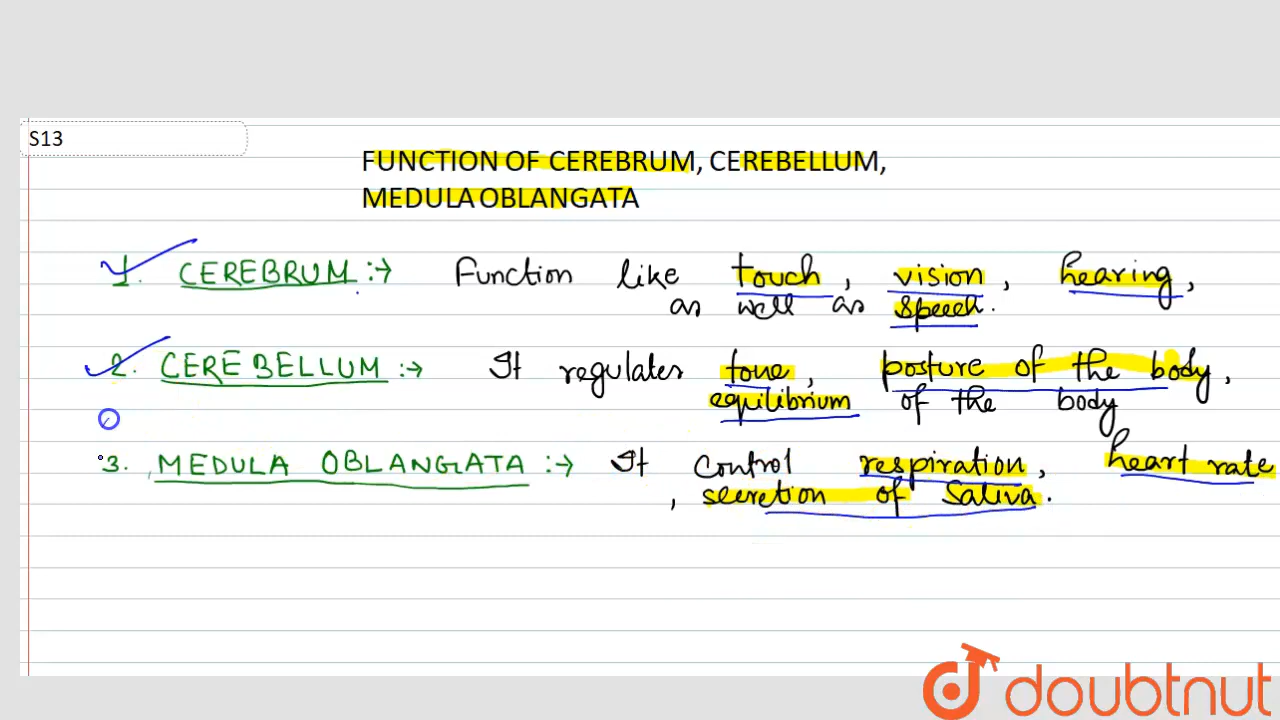 S13
FUNCTION OF CEREBRUM, CEREBELLUM,
MEDULA OBLANGATA
1. CEREBRUM :→ Function like touch, vision, hearing,
as well as speech.
2. CEREBELLUM :→ It regulates tone, posture of the body,
equilibrium of the body
3. MEDULA OBLANGATA :→ It control respiration, heart rate
, secretion of Saliva.
doubtnut